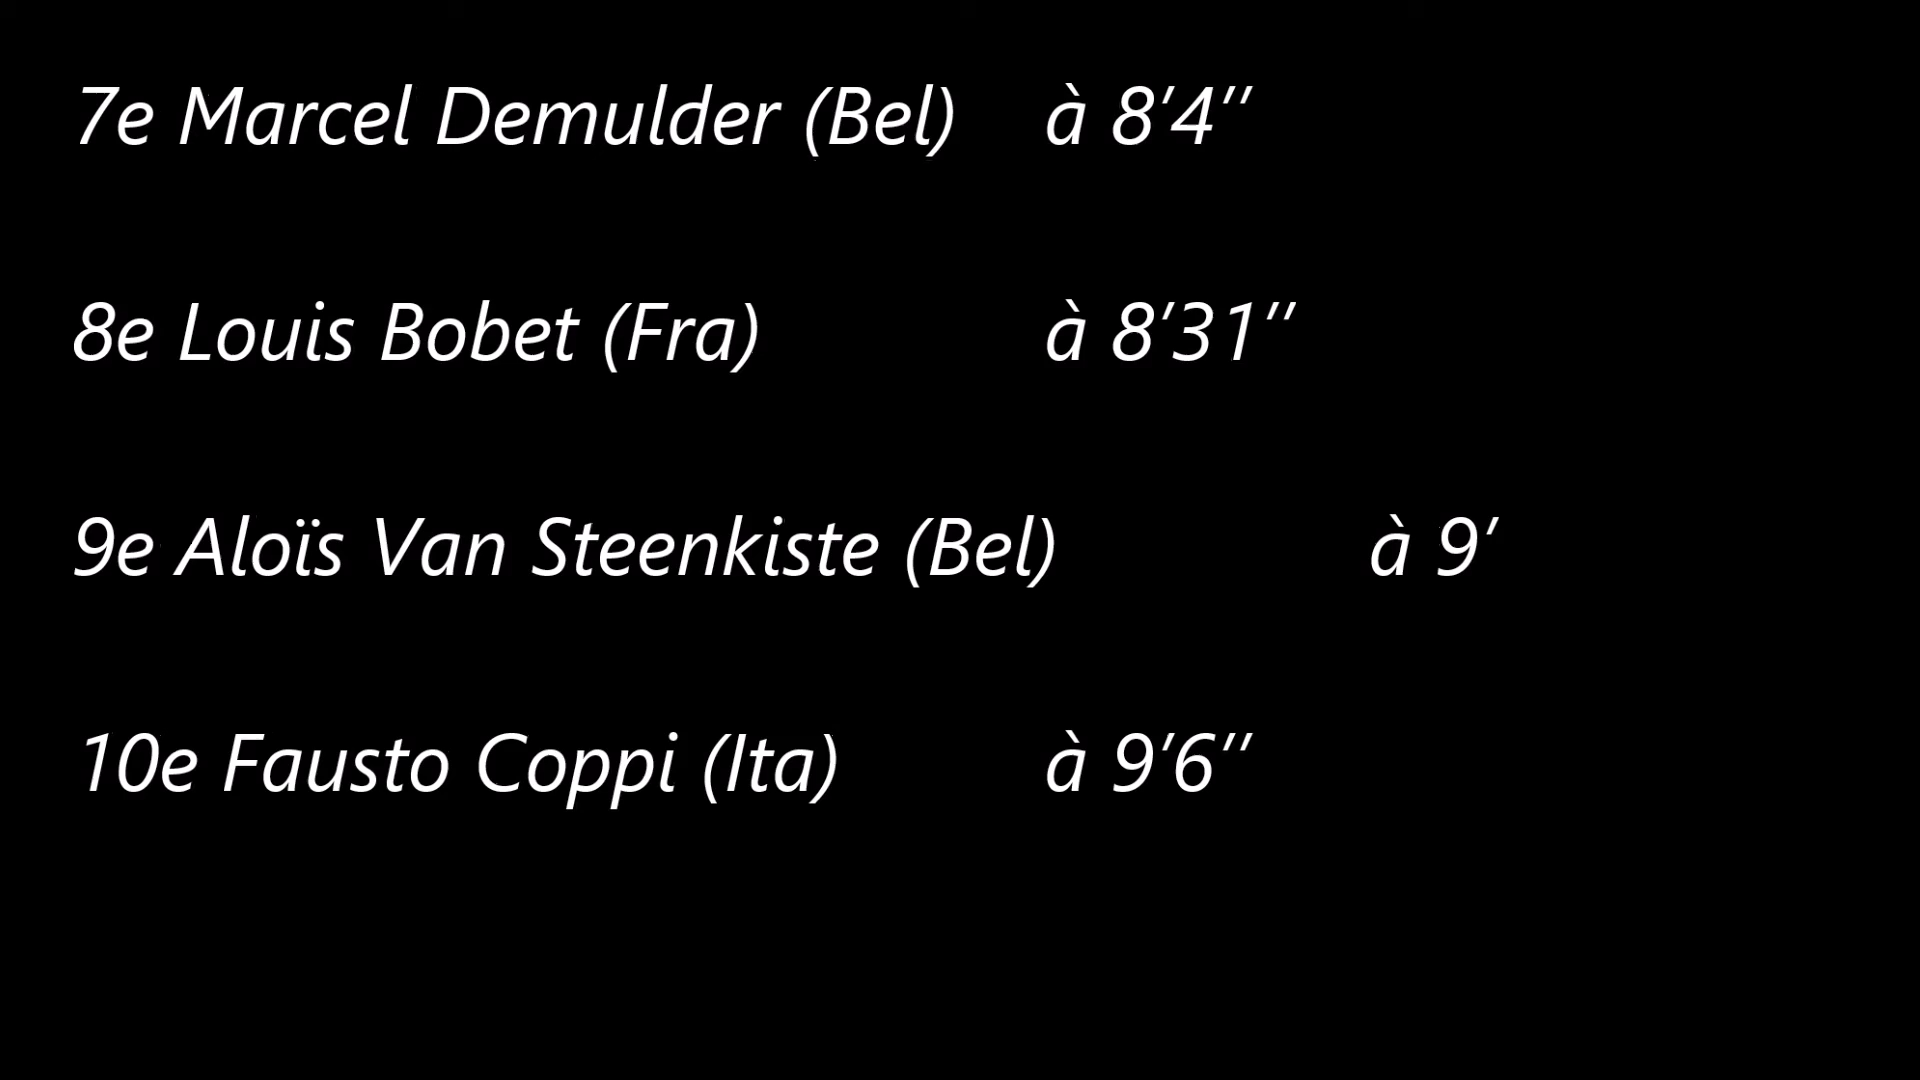 7e Marcel Demulder (Bel) à 8’4’’
8e Louis Bobet (Fra) à 8’31’’
9e Aloïs Van Steenkiste (Bel) à 9’
10e Fausto Coppi (Ita) à 9’6’’